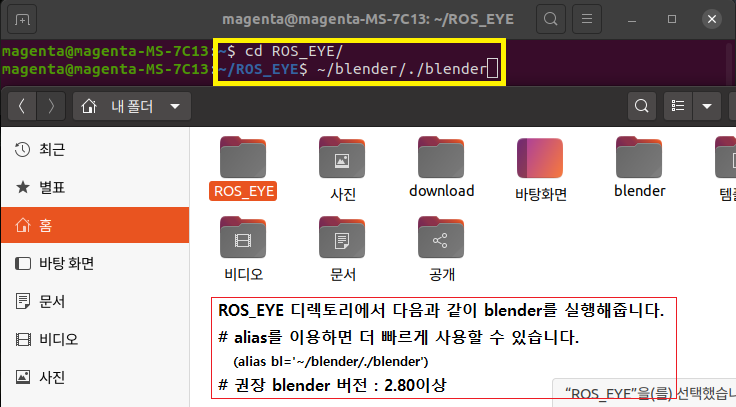 magenta@magenta-MS-7C13: ~/ROS_EYE
magenta@magenta-MS-7C13:~$ cd ROS_EYE/
magenta@magenta-MS-7C13:~/ROS_EYE$ ~/blender/./blender
내 폴더
최근
별표
홈
바탕 화면
문서
비디오
사진
ROS_EYE
사진
download
바탕화면
blender
템플
비디오
문서
공개
ROS_EYE 디렉토리에서 다음과 같이 blender를 실행해줍니다.
# alias를 이용하면 더 빠르게 사용할 수 있습니다.
(alias bl='~/blender/./blender')
# 권장 blender 버전 : 2.80이상
“ROS_EYE”을(를) 선택했습니